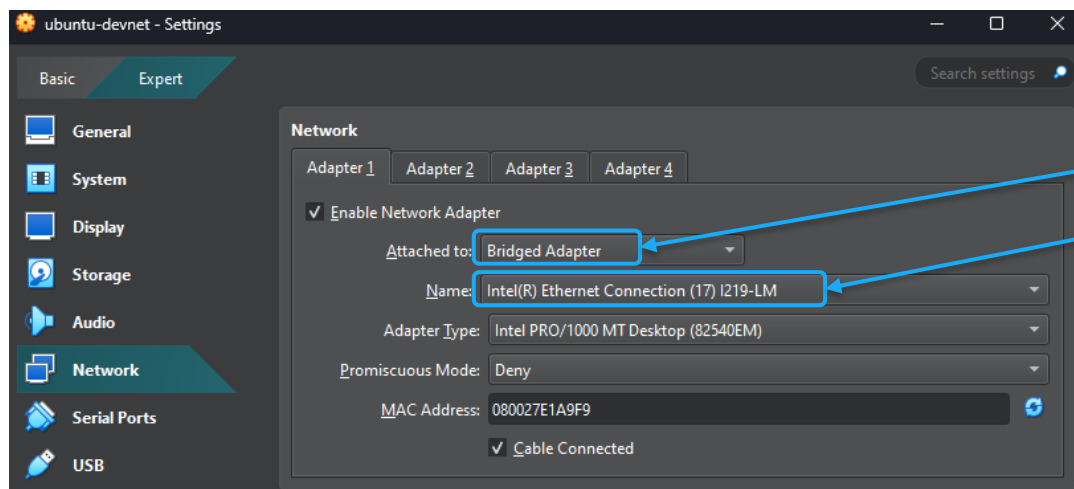 ubuntu-devnet - Settings
Basic Expert Search settings
General
System
Display
Storage
Audio
Network
Serial Ports
USB
Network
Adapter 1 Adapter 2 Adapter 3 Adapter 4
Enable Network Adapter
Attached to: Bridged Adapter
Name: Intel(R) Ethernet Connection (17) I219-LM
Adapter Type: Intel PRO/1000 MT Desktop (82540EM)
Promiscuous Mode: Deny
MAC Address: 080027E1A9F9
Cable Connected